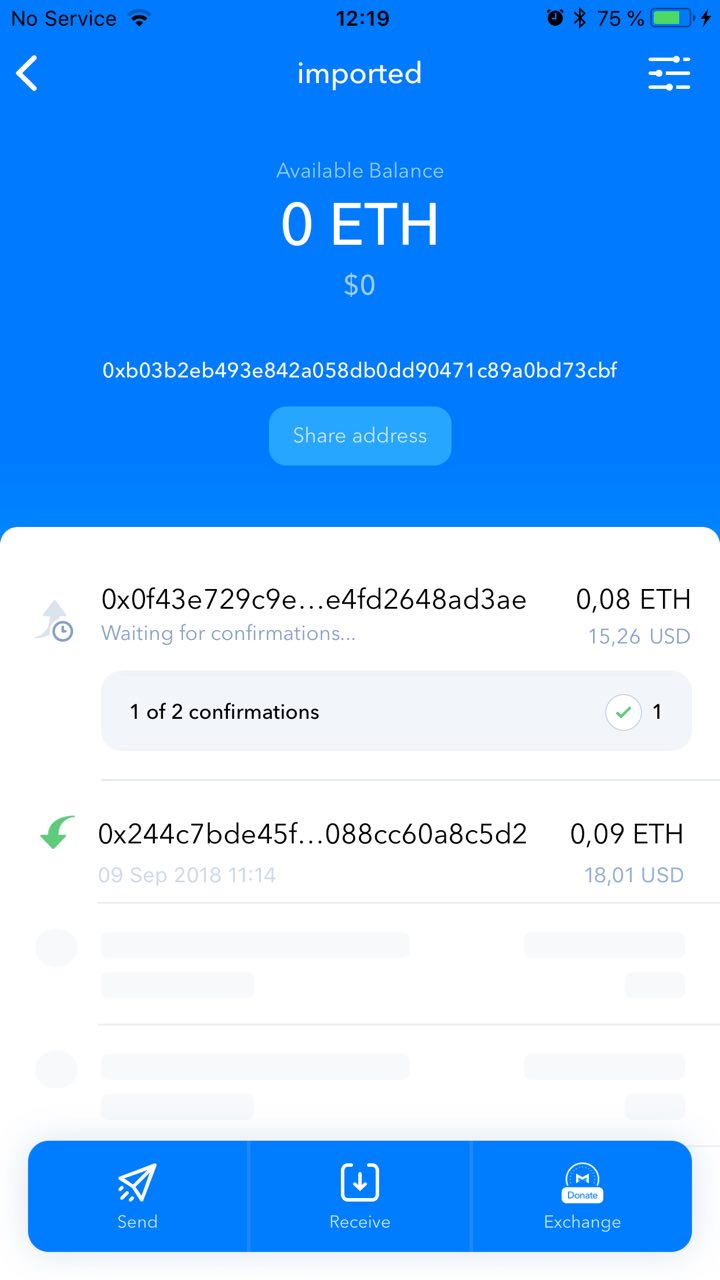 No Service 12:19 75 %
imported
Available Balance
0 ETH
$0
0xb03b2eb493e842a058db0dd90471c89a0bd73cbf
Share address
0x0f43e729c9e...e4fd2648ad3ae 0,08 ETH
Waiting for confirmations... 15,26 USD
1 of 2 confirmations 1
0x244c7bde45f...088cc60a8c5d2 0,09 ETH
09 Sep 2018 11:14 18,01 USD
Donate
Send Receive Exchange